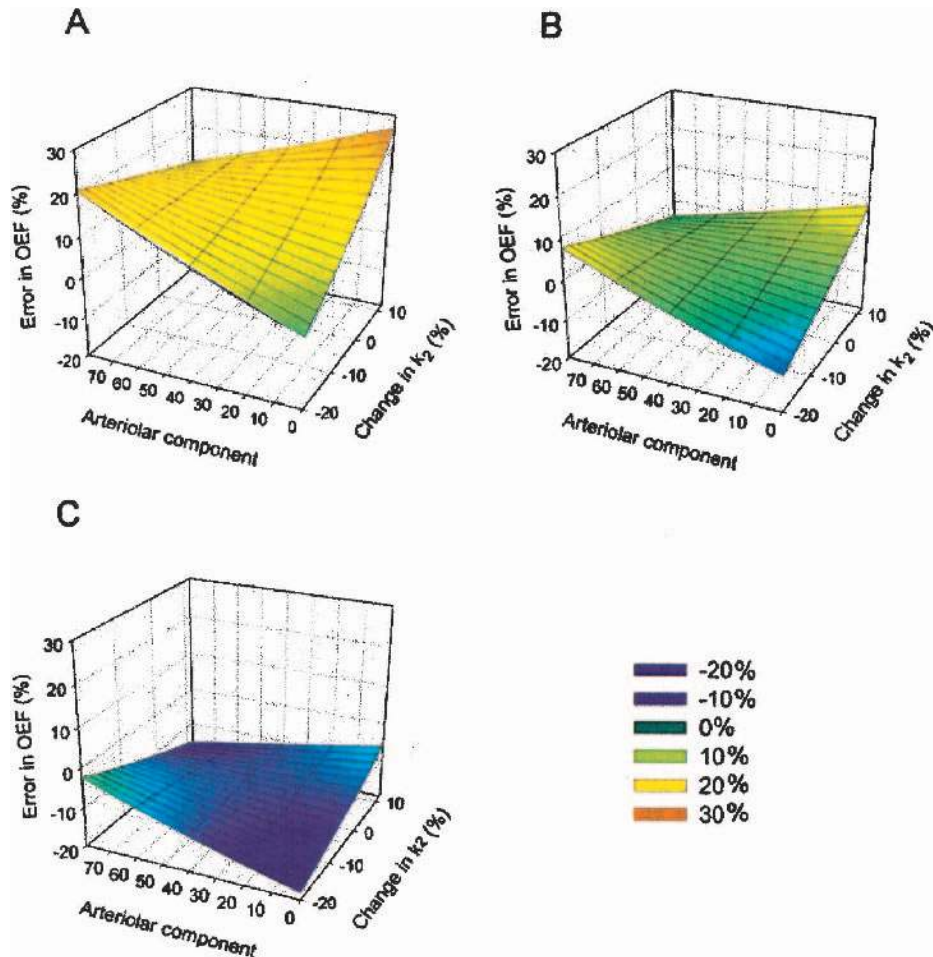 A
30
20
10
0
-10
-20
Error in OEF (%)
70 60 50 40 30 20 10 0
Arteriolar component
-20
-10
0
10
Change in k2 (%)
B
30
20
10
0
-10
-20
Error in OEF (%)
70 60 50 40 30 20 10 0
Arteriolar component
-20
-10
0
10
Change in k2 (%)
C
30
20
10
0
-10
-20
Error in OEF (%)
70 60 50 40 30 20 10 0
Arteriolar component
-20
-10
0
10
Change in k2 (%)
-20%
-10%
0%
10%
20%
30%